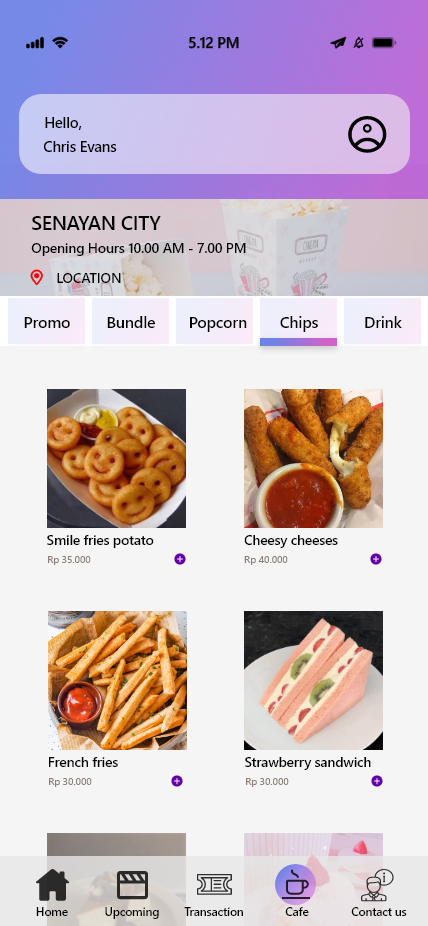 5.12 PM
Hello,
Chris Evans
SENAYAN CITY
Opening Hours 10.00 AM - 7.00 PM
LOCATION
CINEMA
CINEMA
Promo
Bundle
Popcorn
Chips
Drink
Smile fries potato
Cheesy cheeses
Rp 35.000
Rp 40.000
French fries
Strawberry sandwich
Rp 30.000
Rp 30.000
Home
Upcoming
Transaction
Cafe
Contact us